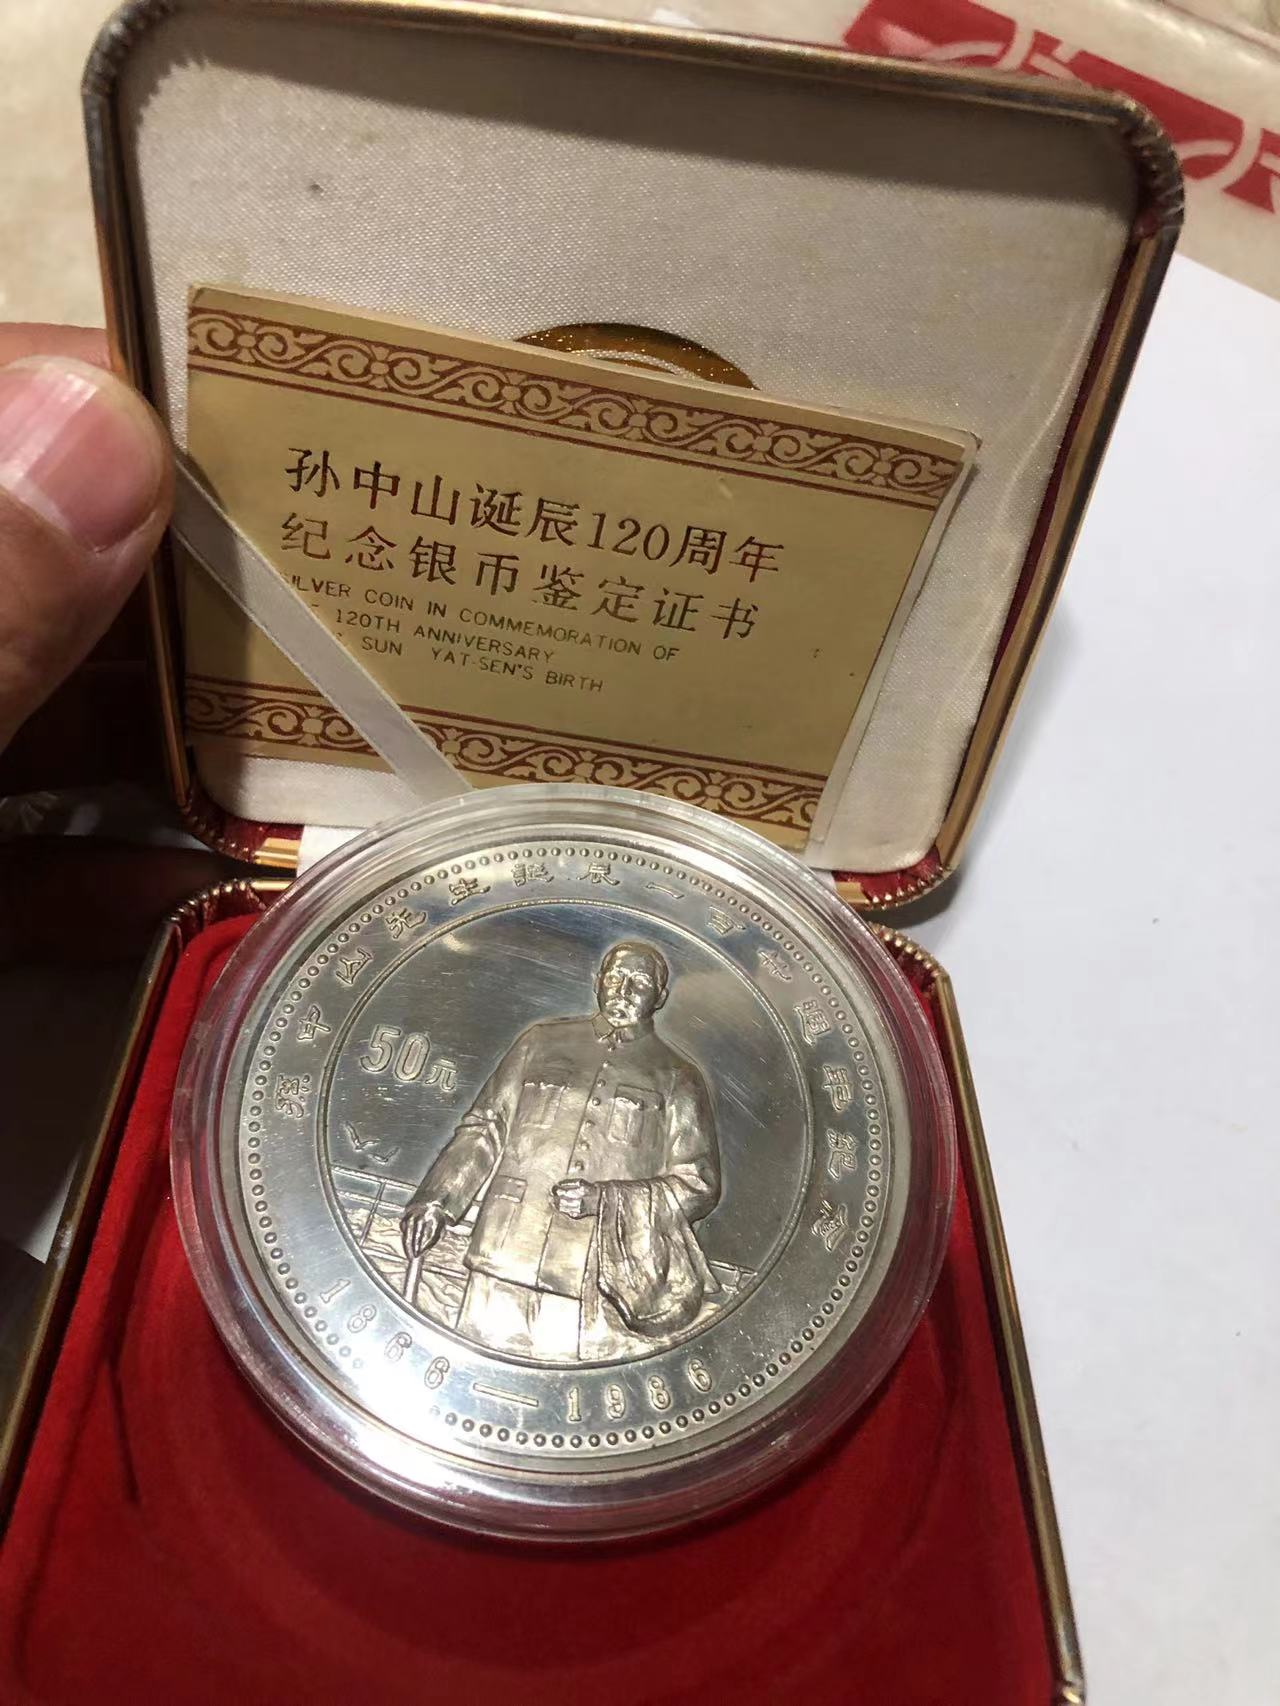 孙中山诞辰120周年
纪念银币鉴定证书
SILVER COIN IN COMMEMORATION OF
120TH ANNIVERSARY
SUN YAT-SEN'S BIRTH
孫中山先生誕辰一百廿週年紀念
50元
1866—1986